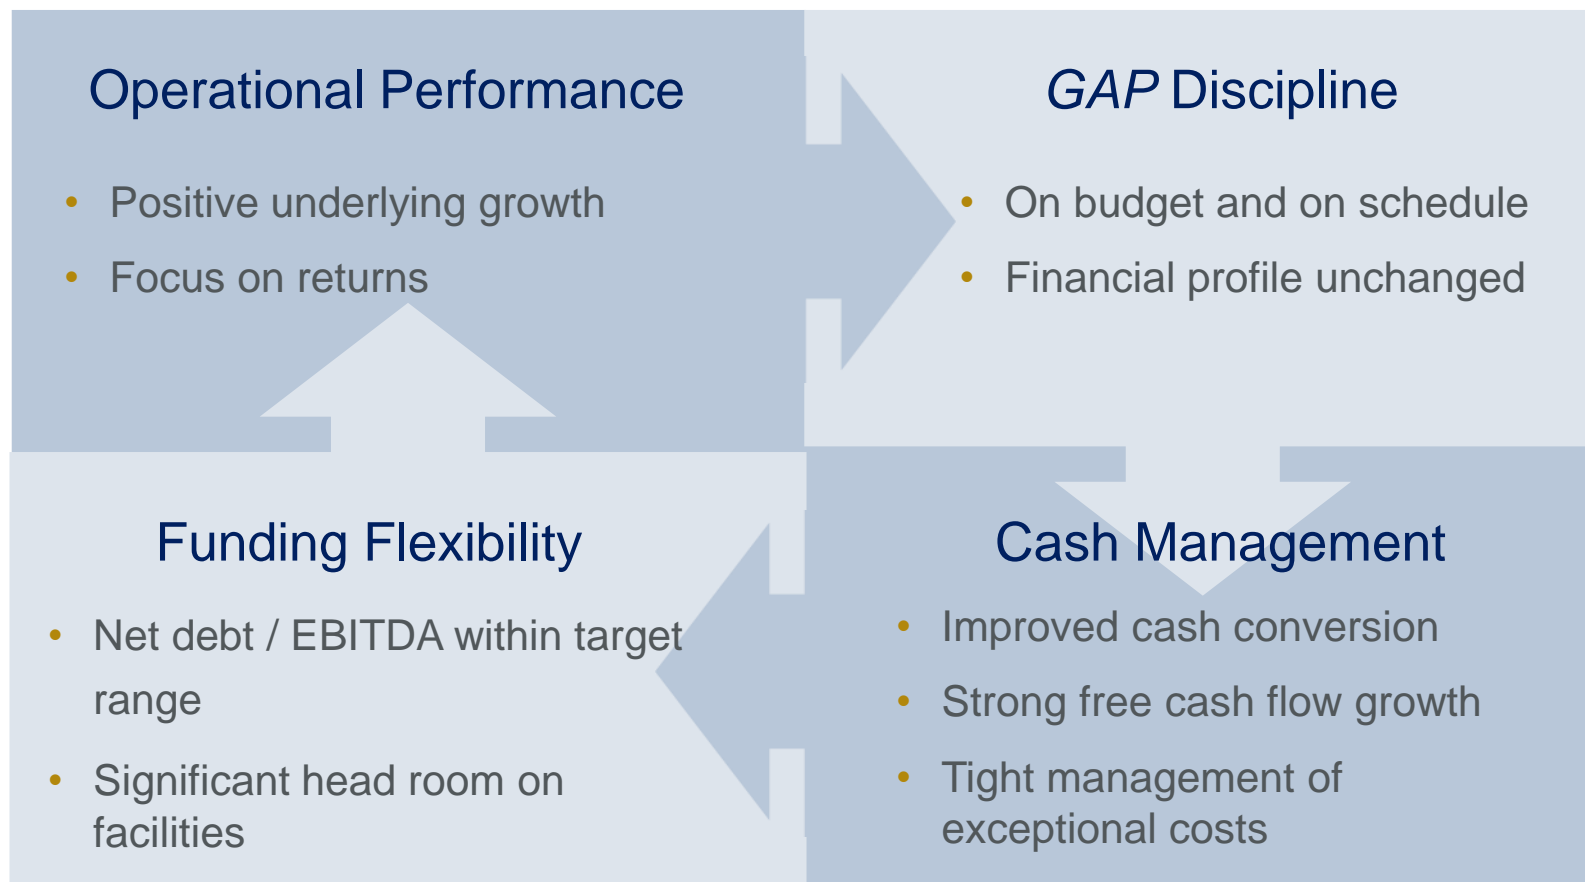 Operational Performance
• Positive underlying growth
• Focus on returns
GAP Discipline
• On budget and on schedule
• Financial profile unchanged
Funding Flexibility
• Net debt / EBITDA within target
range
• Significant head room on
facilities
Cash Management
• Improved cash conversion
• Strong free cash flow growth
• Tight management of
exceptional costs